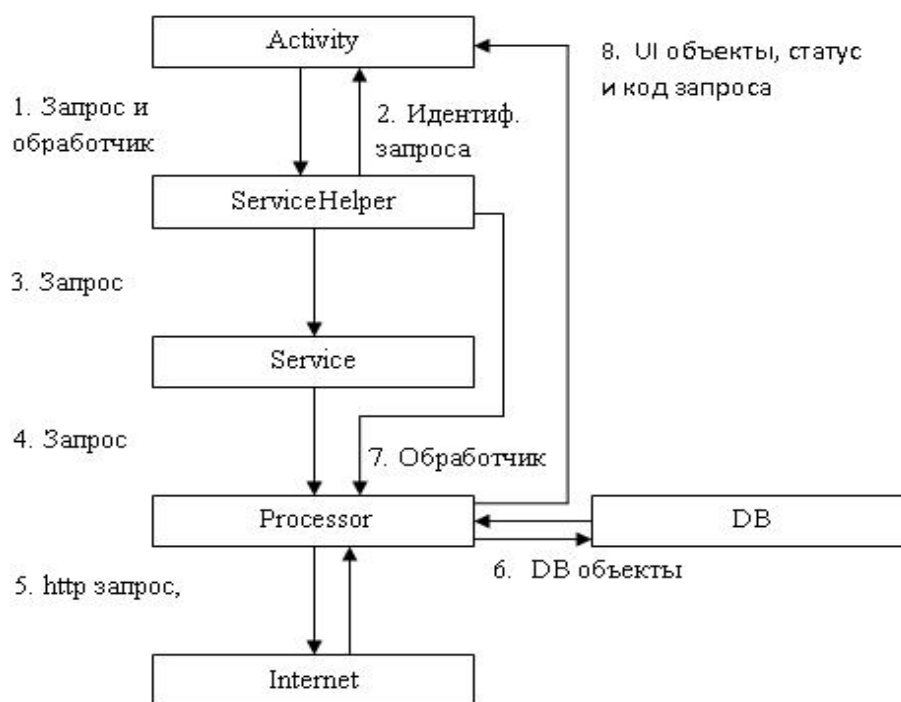 Activity
8. UI объекты, статус
и код запроса
1. Запрос и
обработчик
2. Идентиф.
запроса
ServiceHelper
3. Запрос
Service
4. Запрос
7. Обработчик
Processor
DB
6. DB объекты
5. http запрос,
Internet